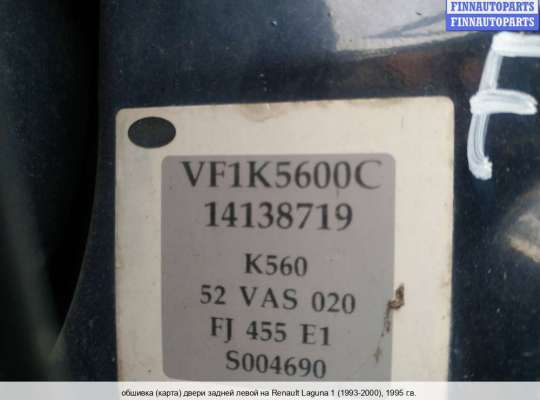 FINNAUTOPARTS
FINNAUTOPARTS
VF1K5600C
14138719
K560
52 VAS 020
FJ 455 E1
S004690
обшивка (карта) двери задней левой на Renault Laguna 1 (1993-2000), 1995 г.в.